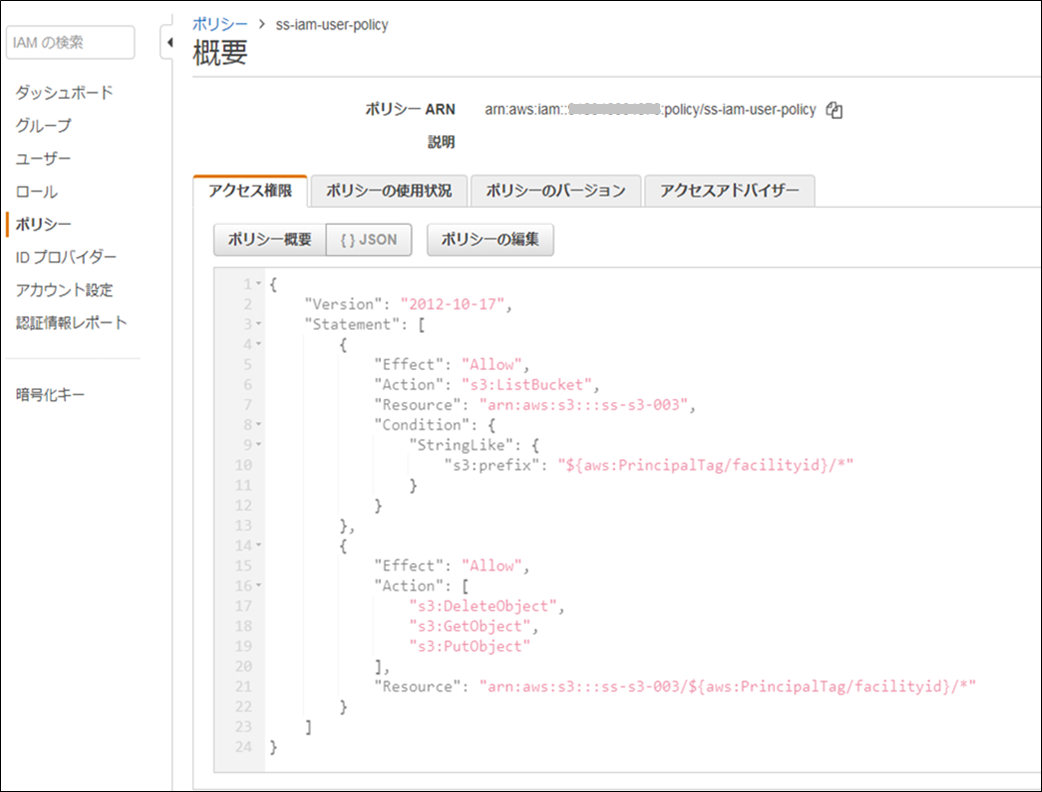 ポリシー > ss-iam-user-policy
IAM の検索
概要
ダッシュボード
グループ
ユーザー
ロール
ポリシー
ID プロバイダー
アカウント設定
認証情報レポート
暗号化キー
ポリシー ARN arn:aws:iam:: :policy/ss-iam-user-policy
説明
アクセス権限 ポリシーの使用状況 ポリシーのバージョン アクセスアドバイザー
ポリシー概要 { } JSON ポリシーの編集
1 {
2 "Version": "2012-10-17",
3 "Statement": [
4 {
5 "Effect": "Allow",
6 "Action": "s3:ListBucket",
7 "Resource": "arn:aws:s3:::ss-s3-003",
8 "Condition": {
9 "StringLike": {
10 "s3:prefix": "${aws:PrincipalTag/facilityid}/*"
11 }
12 }
13 },
14 {
15 "Effect": "Allow",
16 "Action": [
17 "s3:DeleteObject",
18 "s3:GetObject",
19 "s3:PutObject"
20 ],
21 "Resource": "arn:aws:s3:::ss-s3-003/${aws:PrincipalTag/facilityid}/*"
22 }
23 ]
24 }